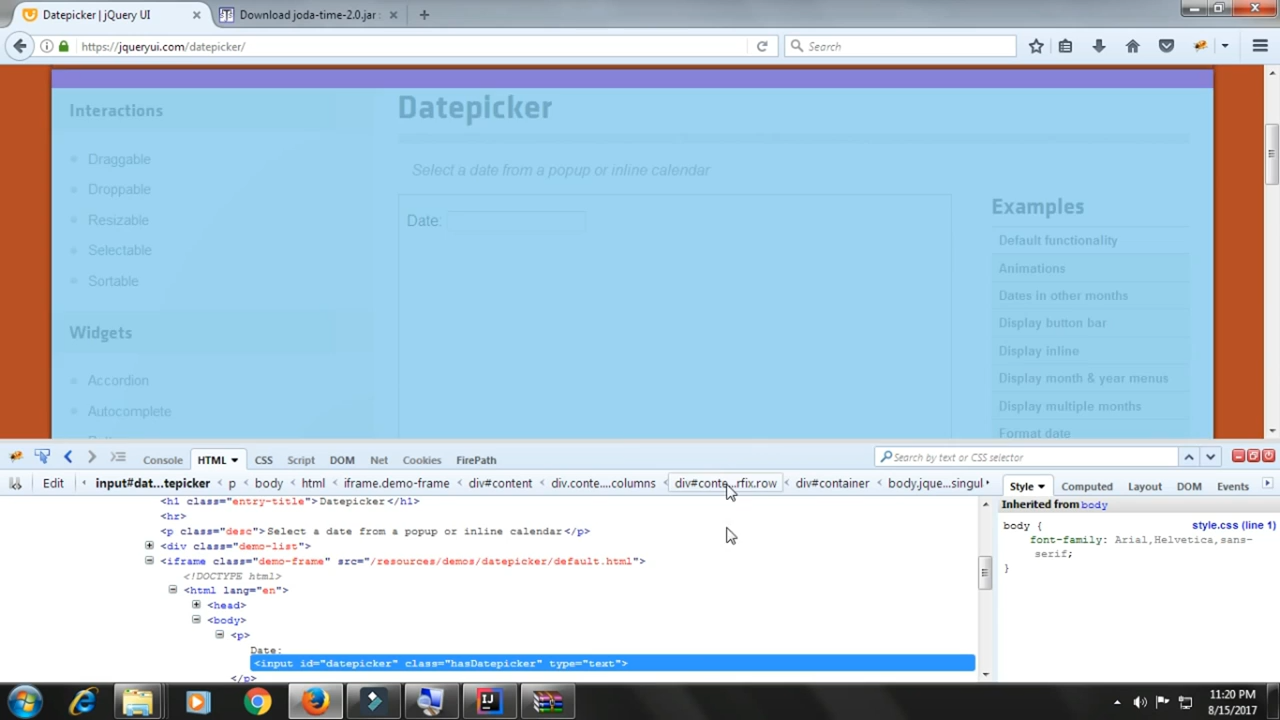 Datepicker | jQuery UI
Download joda-time-2.0.jar :
https://jqueryui.com/datepicker/
Search
Interactions
Draggable
Droppable
Resizable
Selectable
Sortable
Widgets
Accordion
Autocomplete
Datepicker
Select a date from a popup or inline calendar
Date:
Examples
Default functionality
Animations
Dates in other months
Display button bar
Display inline
Display month & year menus
Display multiple months
Format date
Console HTML CSS Script DOM Net Cookies FirePath
Search by text or CSS selector
Edit input#dat...tepicker < p < body < html < iframe.demo-frame < div#content < div.conte....columns < div#conte...rfix.row < div#container < body.jque...singul
<h1 class="entry-title">Datepicker</h1>
<hr>
<p class="desc">Select a date from a popup or inline calendar</p>
<div class="demo-list">
<iframe class="demo-frame" src="/resources/demos/datepicker/default.html">
<!DOCTYPE html>
<html lang="en">
<head>
<body>
<p>
Date:
<input id="datepicker" class="hasDatepicker" type="text">
</p>
Style Computed Layout DOM Events
Inherited from body
body { style.css (line 1)
font-family: Arial,Helvetica,sans-
serif;
}
11:20 PM
8/15/2017